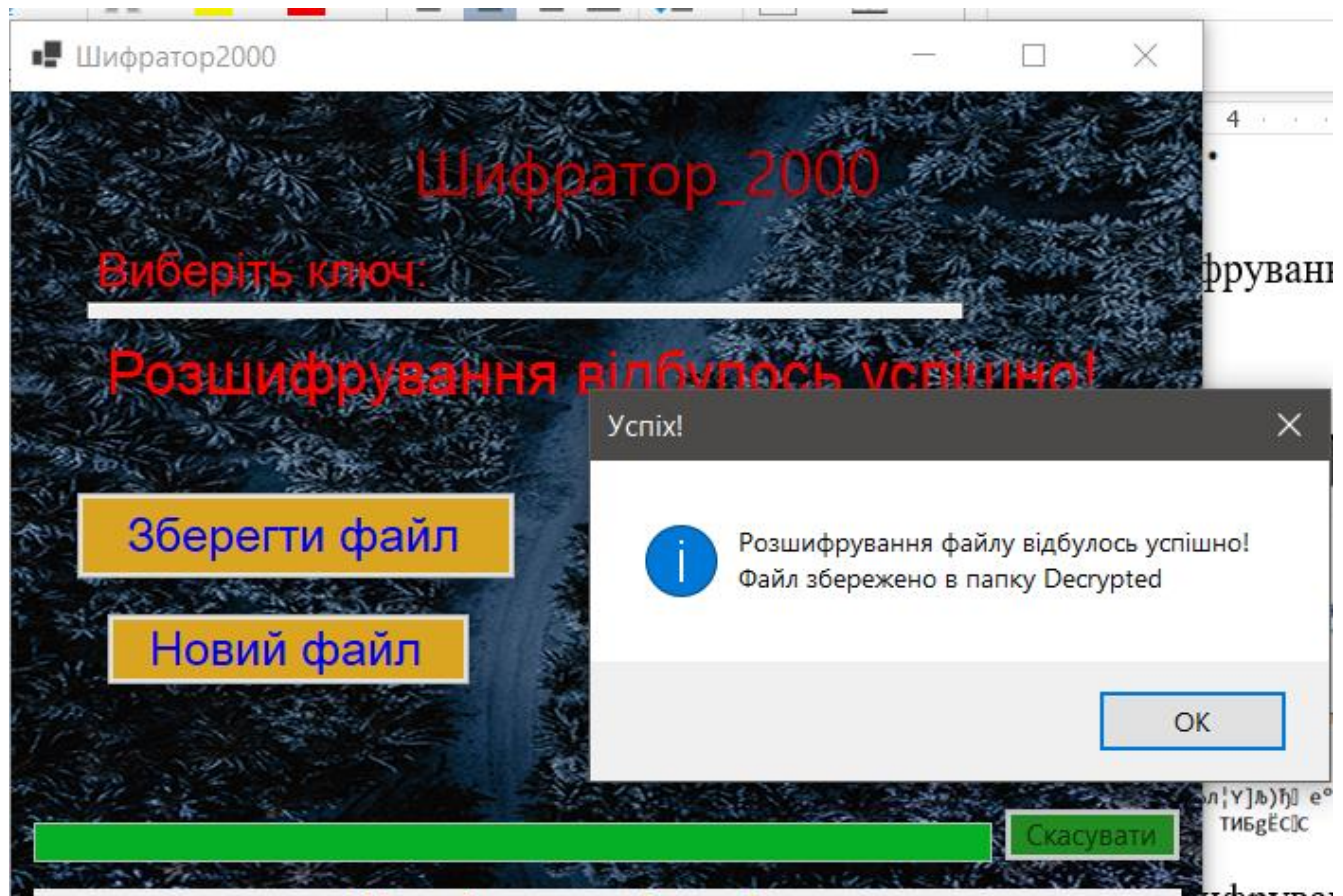 Шифратор2000
4
Шифратор_2000
Виберіть ключ:
Розшифрування відбулось успішно!
Успіх!
Розшифрування файлу відбулось успішно!
Файл збережено в папку Decrypted
OK
Зберегти файл
Новий файл
Скасувати